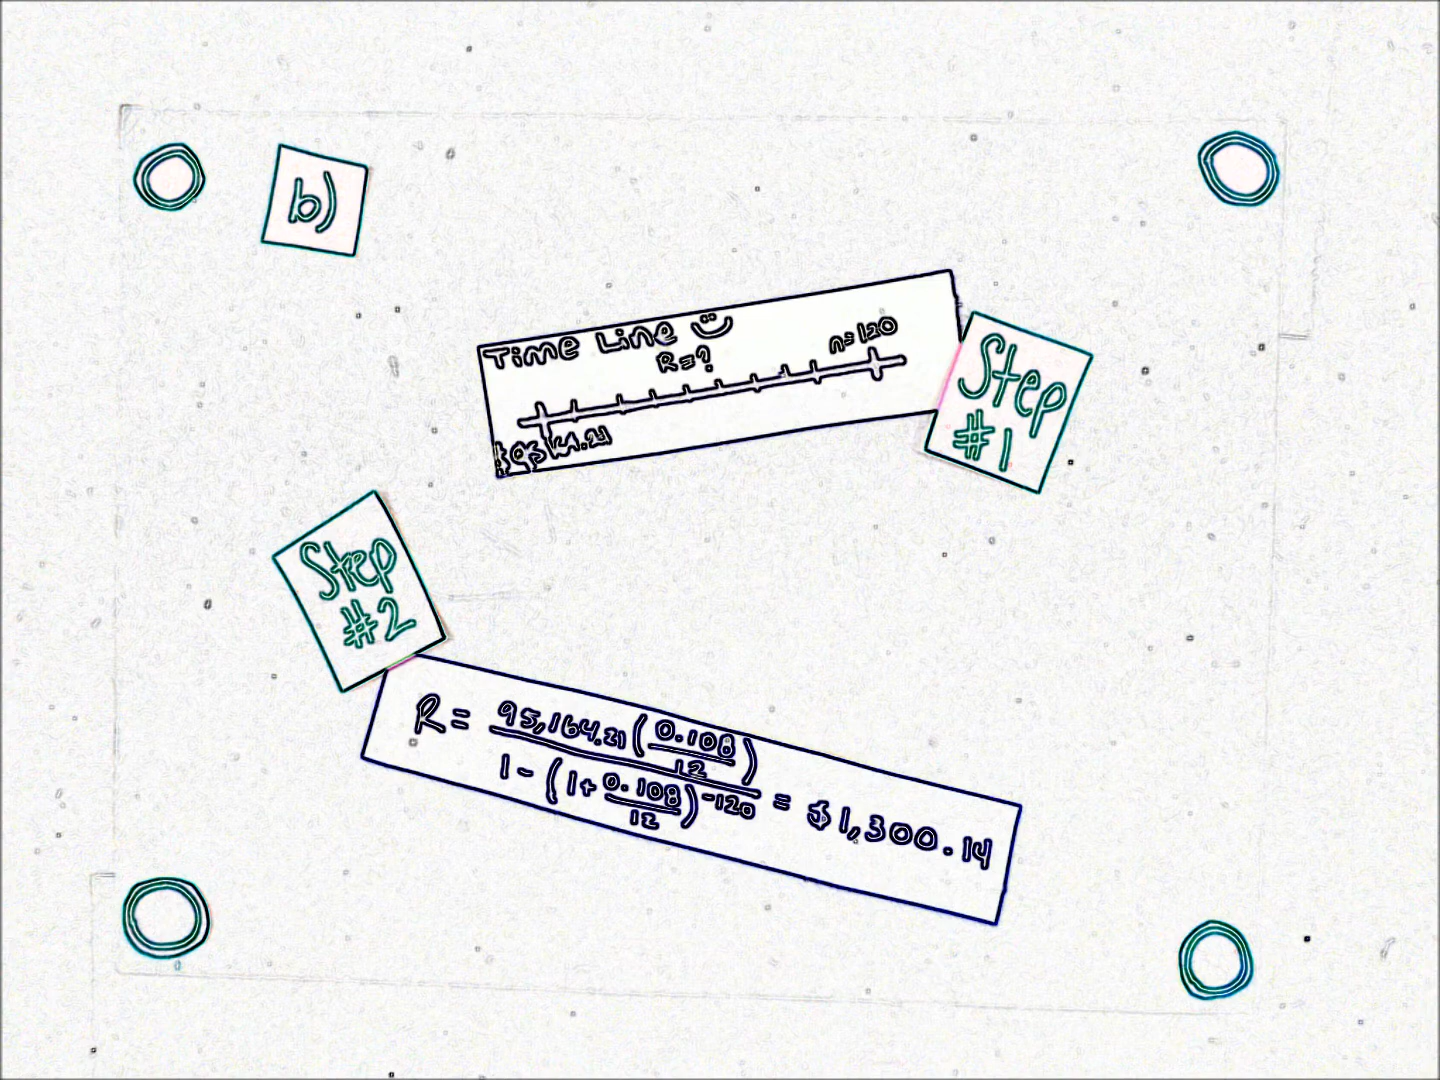 b)
Time Line
R=?
n=120
Step
#1
Step
#2
R= 95,164.21(0.108/12) / 1-(1+0.108/12)^-120 = $1,300.14